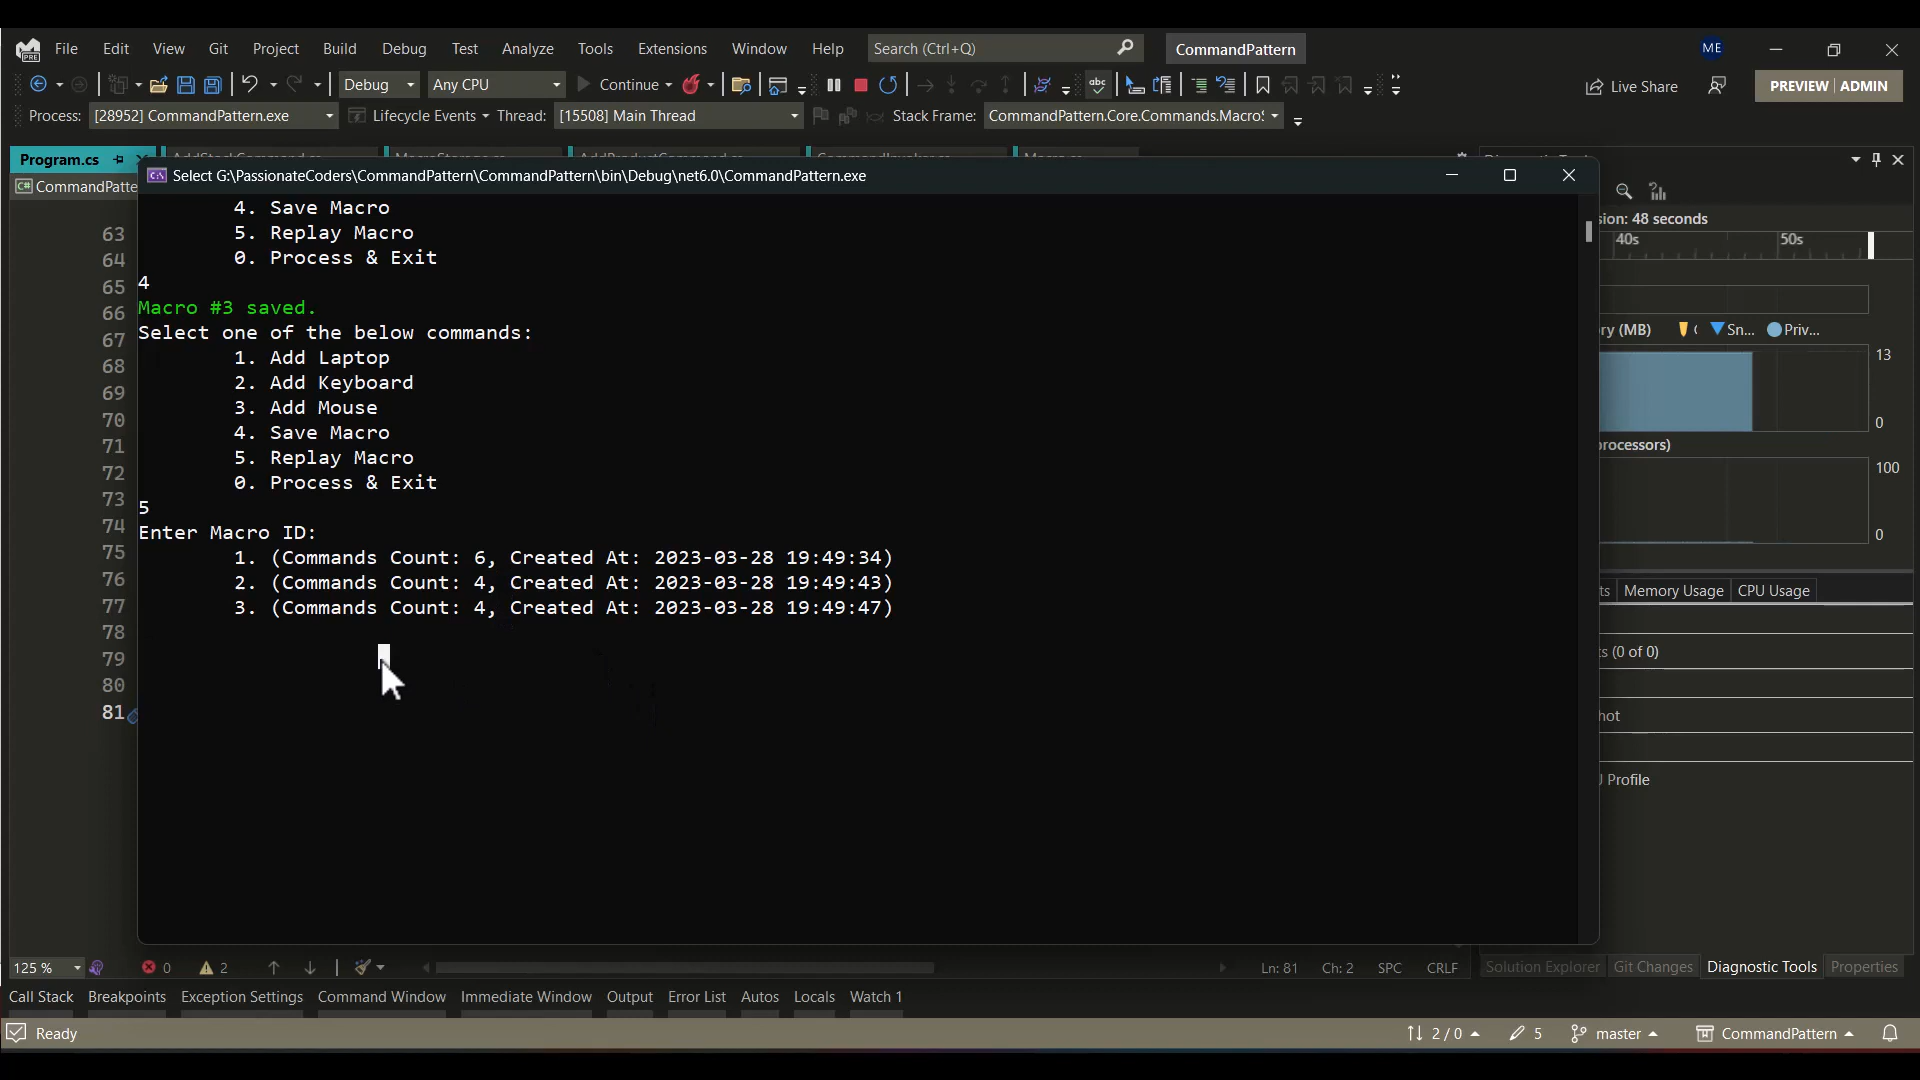 File Edit View Git Project Build Debug Test Analyze Tools Extensions Window Help Search (Ctrl+Q) CommandPattern ME
Debug Any CPU Continue abc Live Share PREVIEW ADMIN
Process: [28952] CommandPattern.exe Lifecycle Events Thread: [15508] Main Thread Stack Frame: CommandPattern.Core.Commands.Macro
Program.cs
C# CommandPatte
Select G:\PassionateCoders\CommandPattern\CommandPattern\bin\Debug\net6.0\CommandPattern.exe
4. Save Macro
5. Replay Macro
0. Process & Exit
4
Macro #3 saved.
Select one of the below commands:
1. Add Laptop
2. Add Keyboard
3. Add Mouse
4. Save Macro
5. Replay Macro
0. Process & Exit
5
Enter Macro ID:
1. (Commands Count: 6, Created At: 2023-03-28 19:49:34)
2. (Commands Count: 4, Created At: 2023-03-28 19:49:43)
3. (Commands Count: 4, Created At: 2023-03-28 19:49:47)
63
64
65
66
67
68
69
70
71
72
73
74
75
76
77
78
79
80
81
sion: 48 seconds
40s 50s
ry (MB) Sn... Priv...
13
0
rocessors)
100
0
ts Memory Usage CPU Usage
ts (0 of 0)
hot
Profile
125 % 0 2 Ln: 81 Ch: 2 SPC CRLF
Solution Explorer Git Changes Diagnostic Tools Properties
Call Stack Breakpoints Exception Settings Command Window Immediate Window Output Error List Autos Locals Watch 1
Ready 2 / 0 5 master CommandPattern